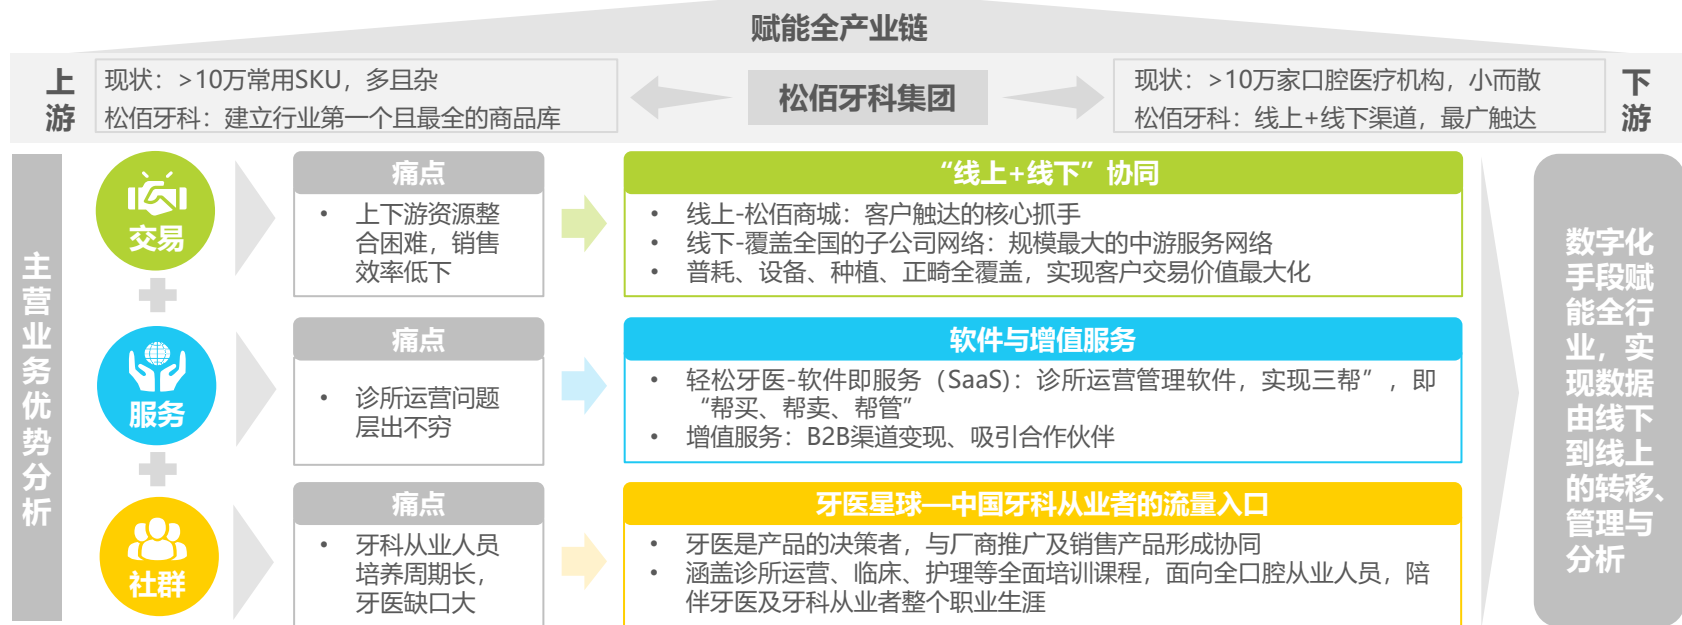 赋能全产业链
上游
现状：>10万常用SKU，多且杂
松佰牙科：建立行业第一个且最全的商品库
松佰牙科集团
现状：>10万家口腔医疗机构，小而散
松佰牙科：线上+线下渠道，最广触达
下游
主营业务优势分析
交易
痛点
• 上下游资源整
合困难，销售
效率低下
“线上+线下”协同
• 线上-松佰商城：客户触达的核心抓手
• 线下-覆盖全国的子公司网络：规模最大的中游服务网络
• 普耗、设备、种植、正畸全覆盖，实现客户交易价值最大化
服务
痛点
• 诊所运营问题
层出不穷
软件与增值服务
• 轻松牙医-软件即服务（SaaS）：诊所运营管理软件，实现三帮”，即
“帮买、帮卖、帮管”
• 增值服务：B2B渠道变现、吸引合作伙伴
社群
痛点
• 牙科从业人员
培养周期长，
牙医缺口大
牙医星球—中国牙科从业者的流量入口
• 牙医是产品的决策者，与厂商推广及销售产品形成协同
• 涵盖诊所运营、临床、护理等全面培训课程，面向全口腔从业人员，陪
伴牙医及牙科从业者整个职业生涯
数字化
手段赋
能全行
业，实
现数据
由线下
到线上
的转移、
管理与
分析